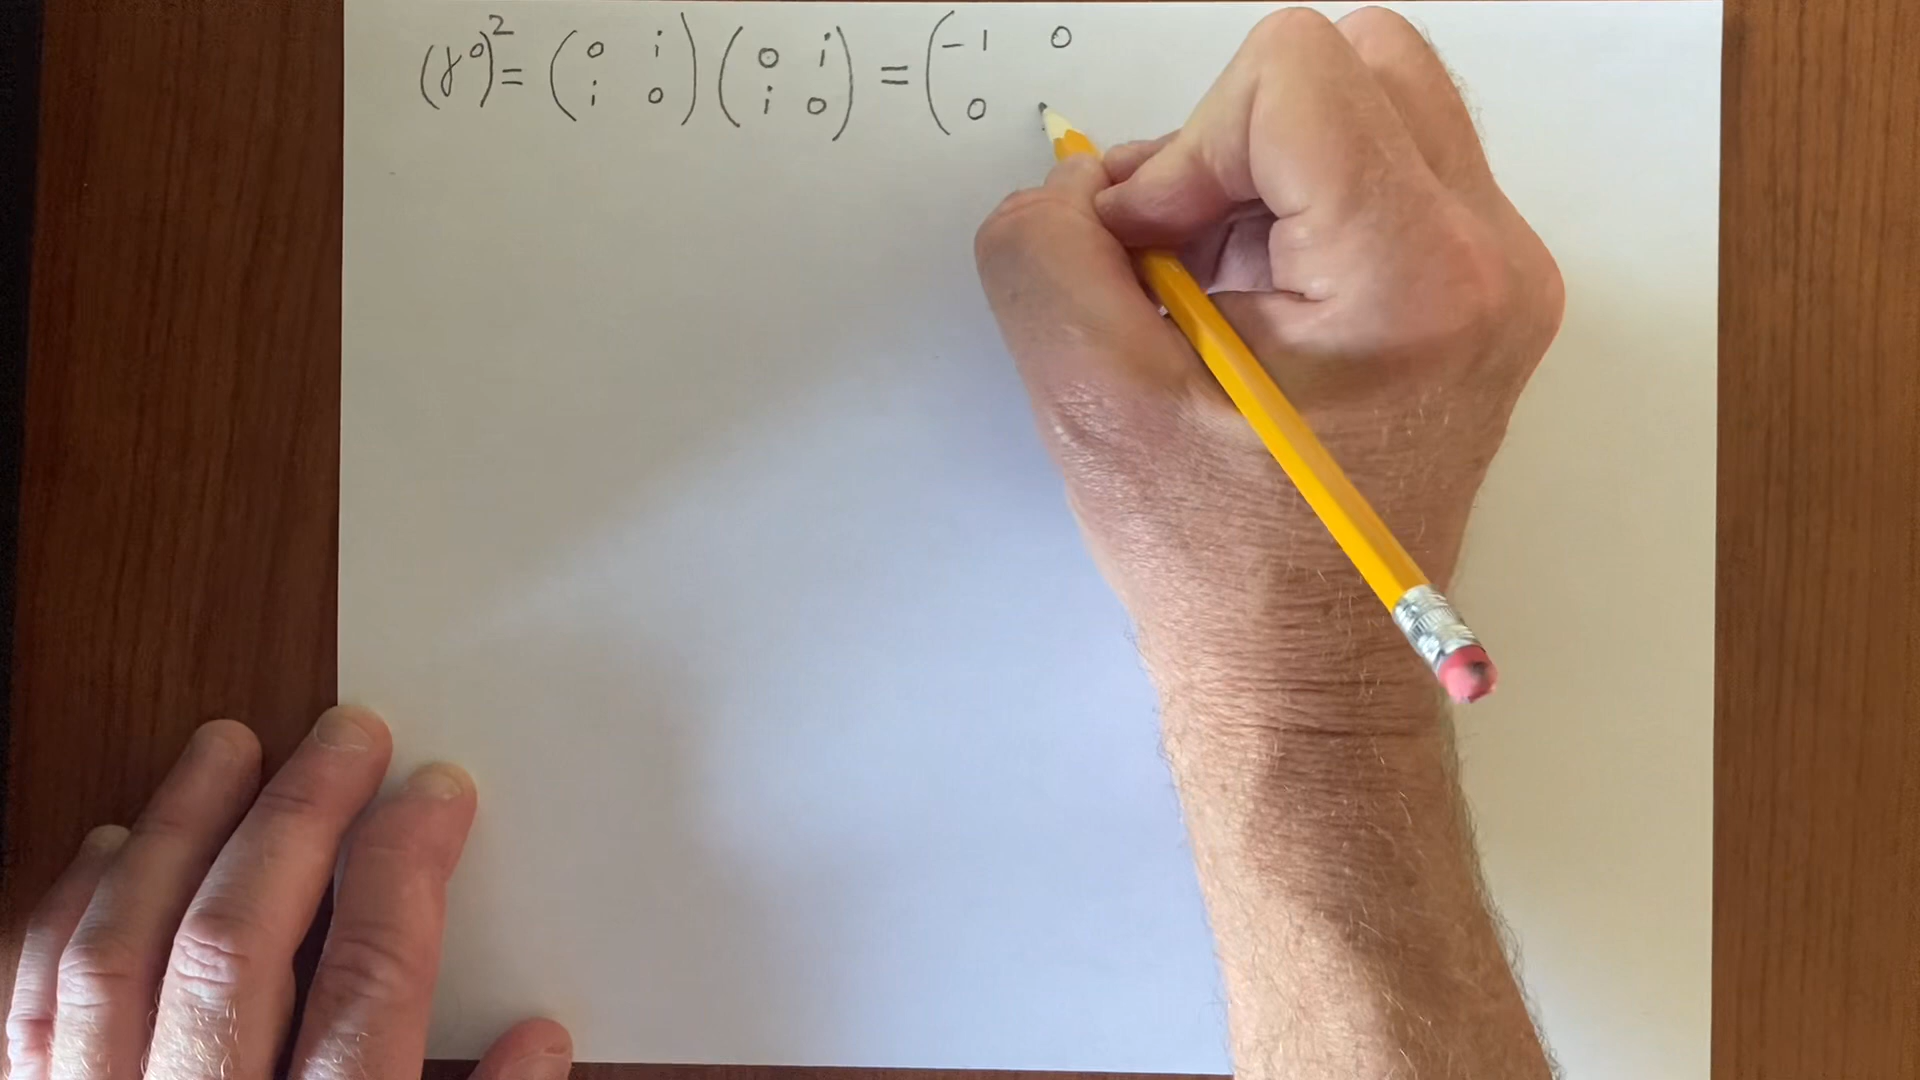 (γ⁰)² = (0 i
i 0) (0 i
i 0) = (-1 0
0